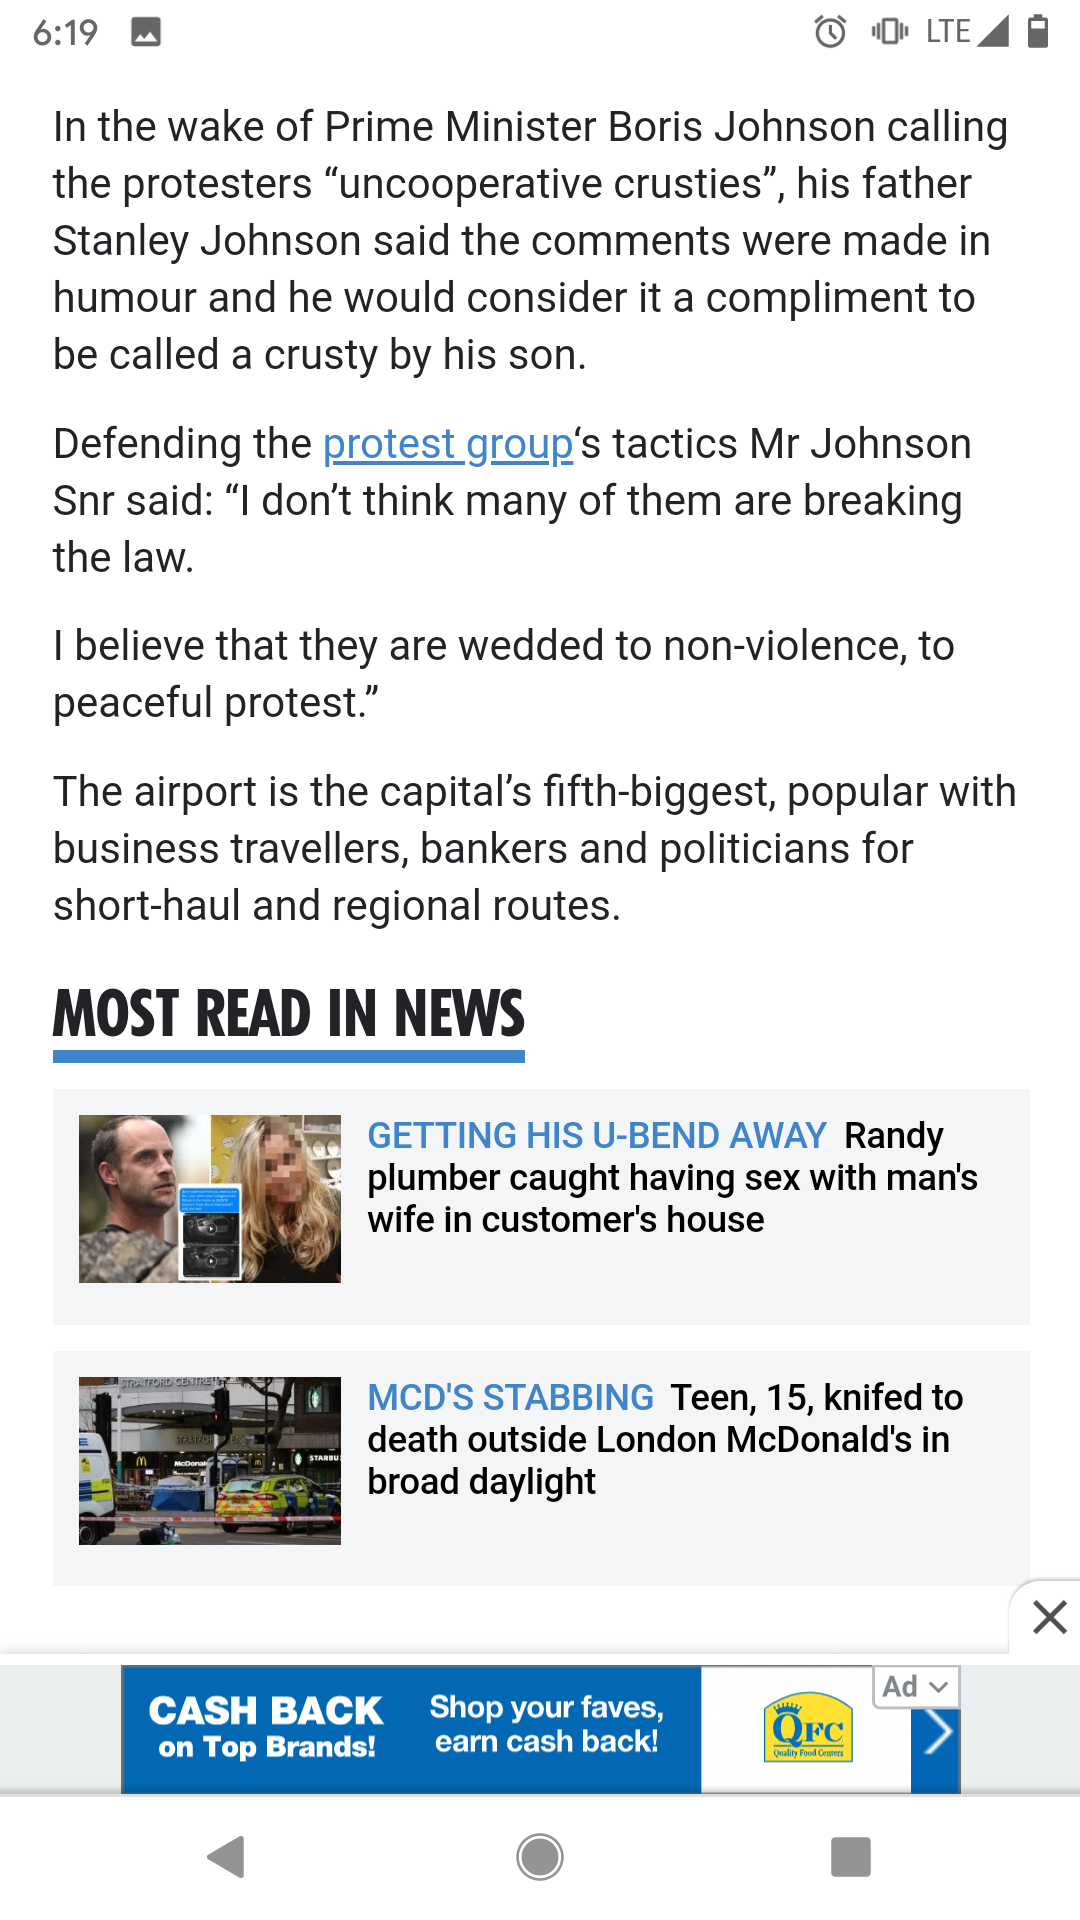 6:19
LTE
In the wake of Prime Minister Boris Johnson calling
the protesters “uncooperative crusties”, his father
Stanley Johnson said the comments were made in
humour and he would consider it a compliment to
be called a crusty by his son.
Defending the protest group‘s tactics Mr Johnson
Snr said: “I don’t think many of them are breaking
the law.
I believe that they are wedded to non-violence, to
peaceful protest.”
The airport is the capital’s fifth-biggest, popular with
business travellers, bankers and politicians for
short-haul and regional routes.
MOST READ IN NEWS
GETTING HIS U-BEND AWAY Randy
plumber caught having sex with man's
wife in customer's house
STRATFORD CENTRE
McDonald's
STARBU
MCD'S STABBING Teen, 15, knifed to
death outside London McDonald's in
broad daylight
CASH BACK
on Top Brands!
Shop your faves,
earn cash back!
QFC
Quality Food Centers
Ad